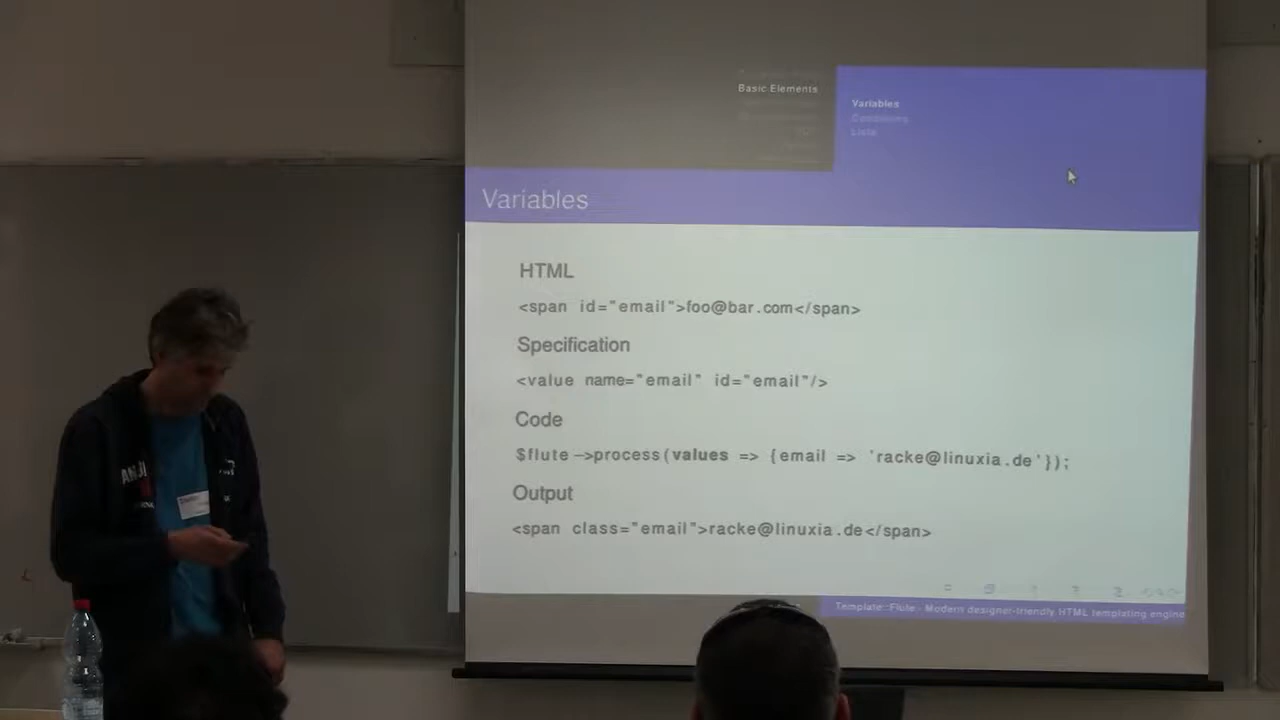 Basic Elements
Variables
Conditions
Lists
Variables
HTML
<span id="email">foo@bar.com</span>
Specification
<value name="email" id="email"/>
Code
$flute->process(values => {email => 'racke@linuxia.de'});
Output
<span class="email">racke@linuxia.de</span>
Template::Flute - Modern designer-friendly HTML templating engine